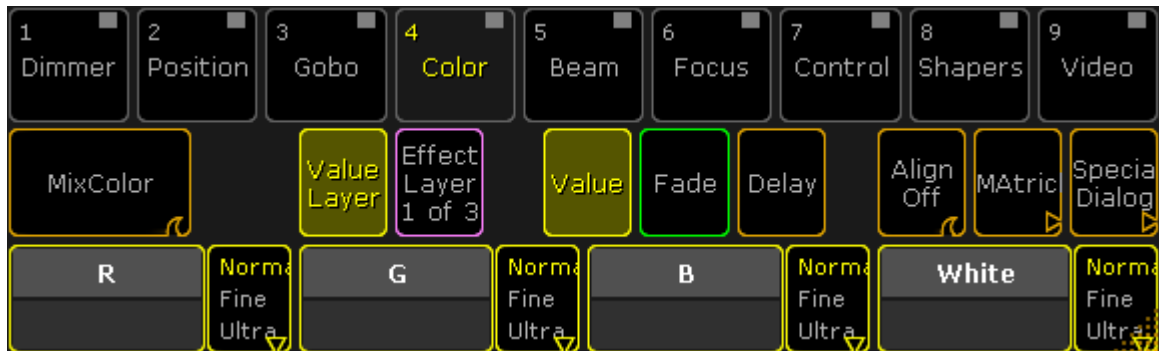 1 2 3 4 5 6 7 8 9
Dimmer Position Gobo Color Beam Focus Control Shapers Video
MixColor
Value
Layer
Effect
Layer
1 of 3
Value Fade Delay
Align
Off
MAtric
Specia
Dialog
R
Norma
Fine
Ultra
G
Norma
Fine
Ultra
B
Norma
Fine
Ultra
White
Norma
Fine
Ultra